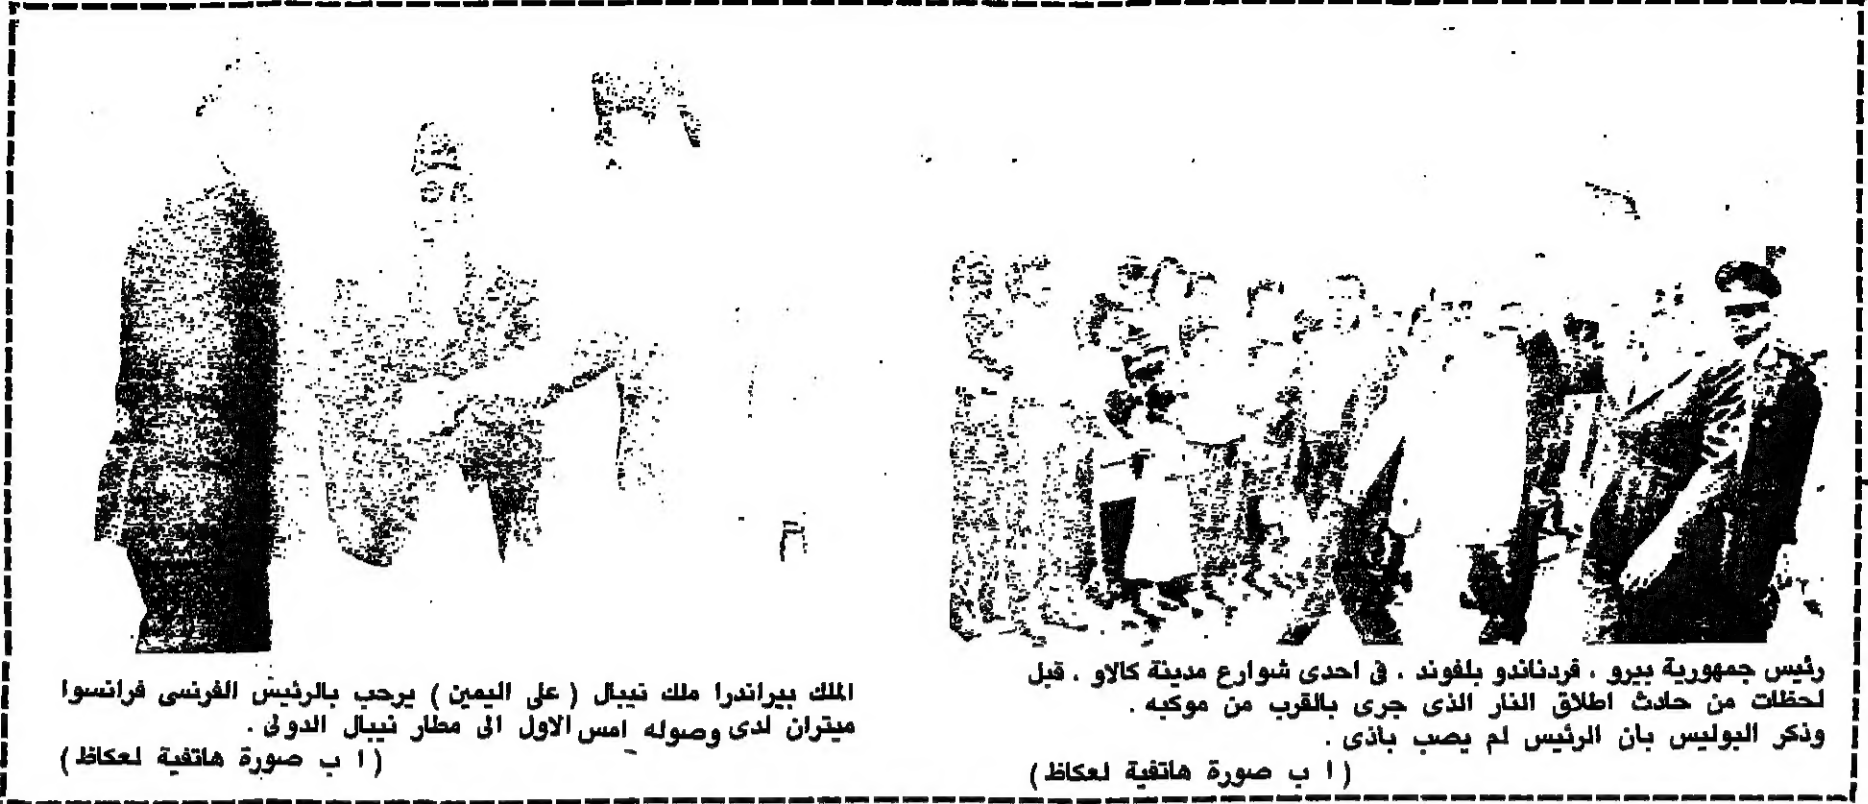 رئيس جمهورية بيرو ، فردناندو بلفوند ، في احدى شوارع مدينة كالاو ، قبل
لحظات من حادث اطلاق النار الذى جرى بالقرب من موكبه .
وذكر البوليس بان الرئيس لم يصب باذى .
( ا ب صورة هاتفية لعكاظ )
الملك بيراندرا ملك نيبال ( على اليمين ) يرحب بالرئيس الفرنسى فرانسوا
ميتران لدى وصوله امس الاول الى مطار نيبال الدولى .
( ا ب صورة هاتفية لعكاظ )